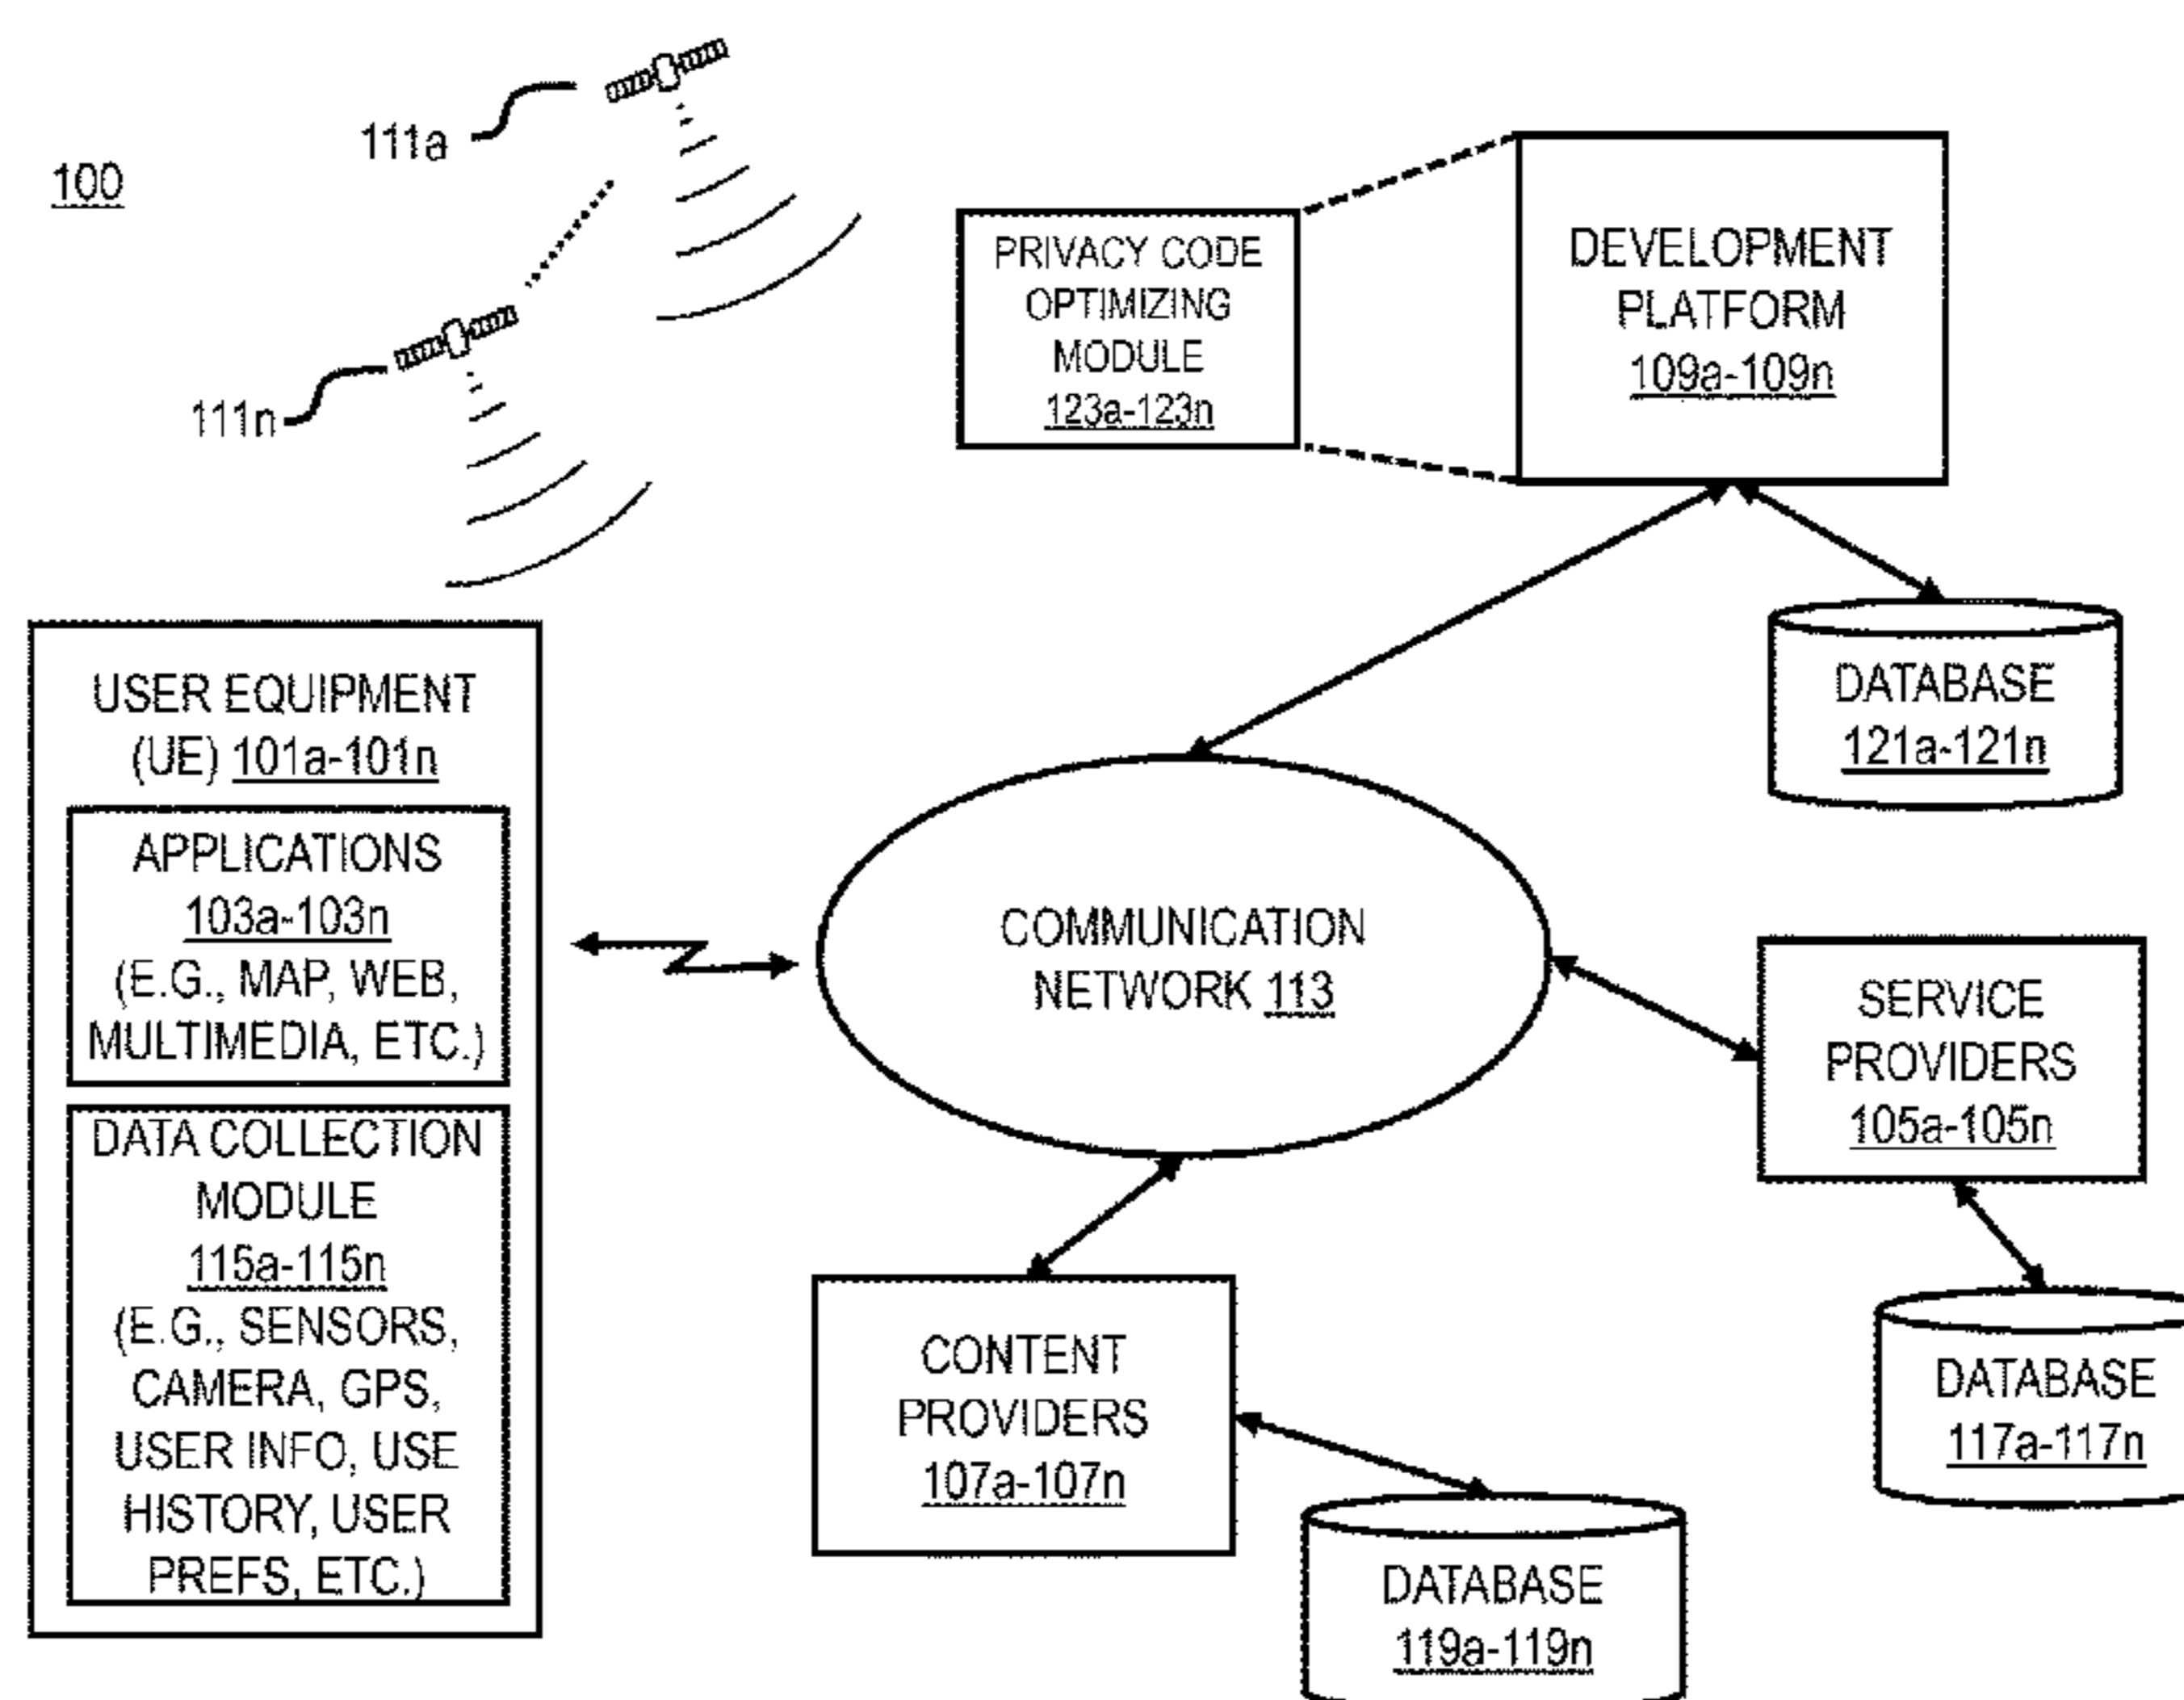 111a
100
111n
PRIVACY CODE
OPTIMIZING
MODULE
123a-123n
DEVELOPMENT
PLATFORM
109a-109n
DATABASE
121a-121n
USER EQUIPMENT
(UE) 101a-101n
APPLICATIONS
103a-103n
(E.G., MAP, WEB,
MULTIMEDIA, ETC.)
DATA COLLECTION
MODULE
115a-115n
(E.G., SENSORS,
CAMERA, GPS,
USER INFO, USE
HISTORY, USER
PREFS, ETC.)
COMMUNICATION
NETWORK 113
SERVICE
PROVIDERS
105a-105n
DATABASE
117a-117n
CONTENT
PROVIDERS
107a-107n
DATABASE
119a-119n